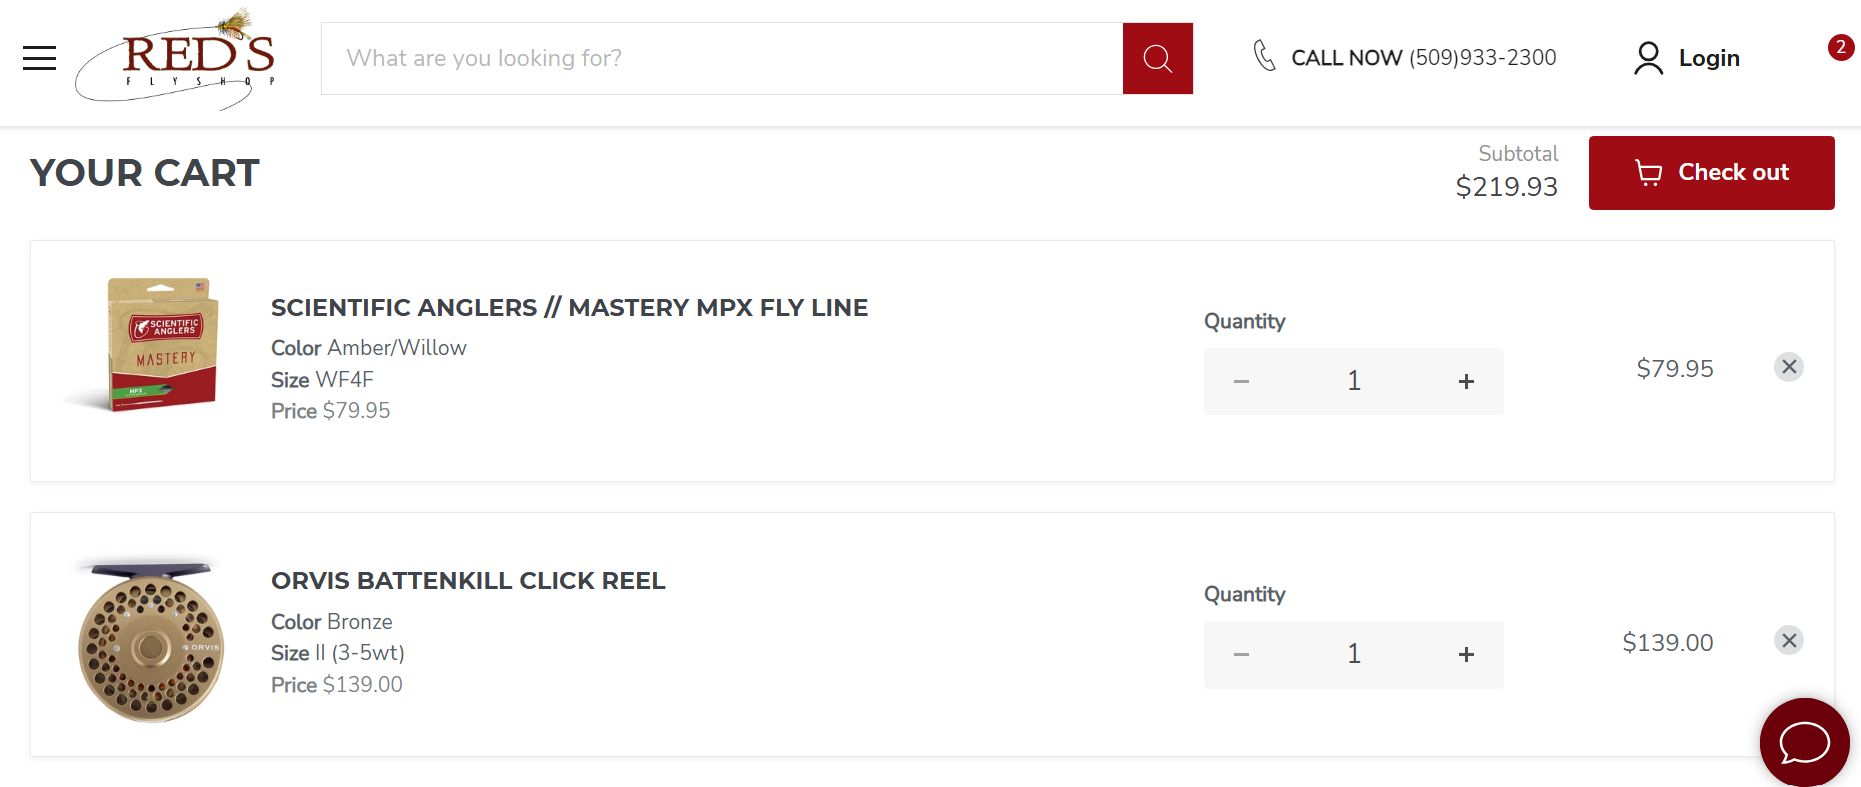 RED'S
FLYSHOP
What are you looking for?
CALL NOW (509)933-2300
Login
2
YOUR CART
Subtotal
$219.93
Check out
SCIENTIFIC ANGLERS // MASTERY MPX FLY LINE
Color Amber/Willow
Size WF4F
Price $79.95
Quantity
− 1 +
$79.95
SCIENTIFIC
ANGLERS
MASTERY
MPX
ORVIS BATTENKILL CLICK REEL
Color Bronze
Size II (3-5wt)
Price $139.00
Quantity
− 1 +
$139.00
ORVIS